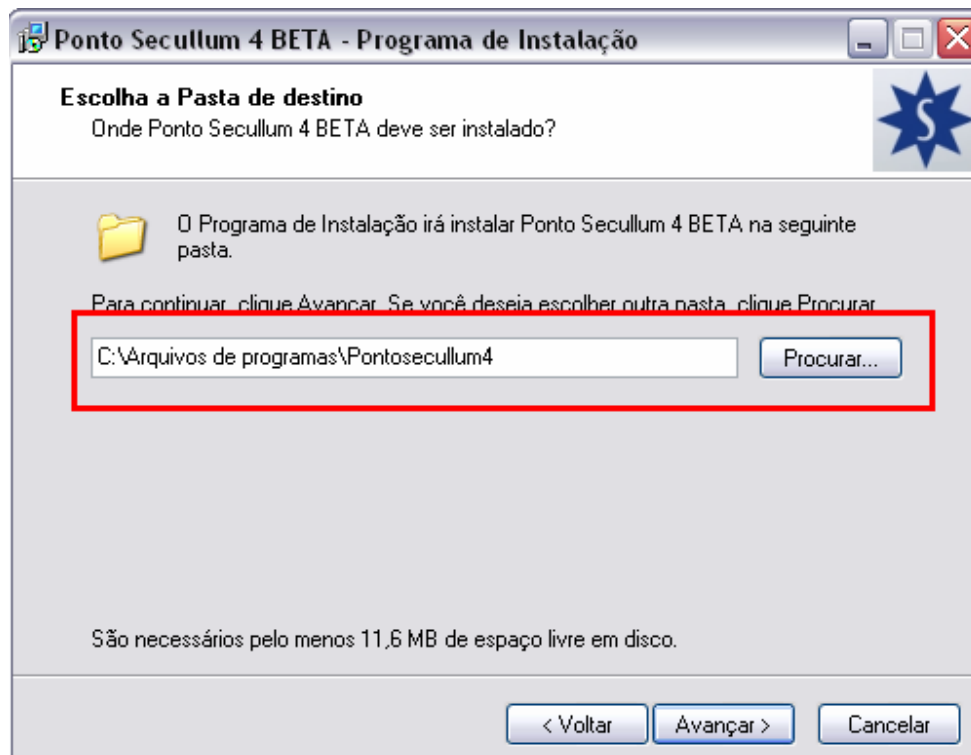 Ponto Secullum 4 BETA - Programa de Instalação
Escolha a Pasta de destino
Onde Ponto Secullum 4 BETA deve ser instalado?
S
O Programa de Instalação irá instalar Ponto Secullum 4 BETA na seguinte
pasta.
Para continuar, clique Avançar. Se você deseja escolher outra pasta, clique Procurar.
C:\Arquivos de programas\Pontosecullum4
Procurar...
São necessários pelo menos 11,6 MB de espaço livre em disco.
< Voltar
Avançar >
Cancelar